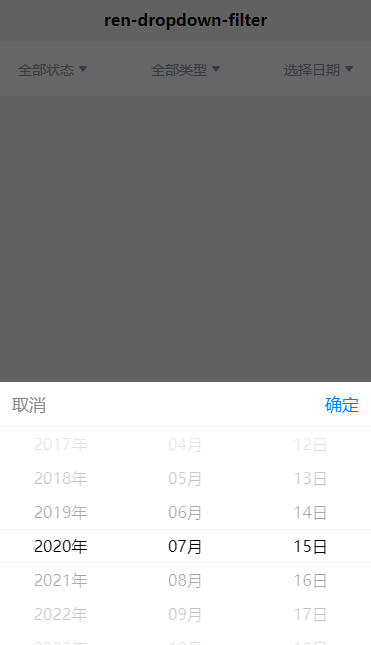 ren-dropdown-filter
全部状态 全部类型 选择日期
取消 确定
2017年 04月 12日
2018年 05月 13日
2019年 06月 14日
2020年 07月 15日
2021年 08月 16日
2022年 09月 17日